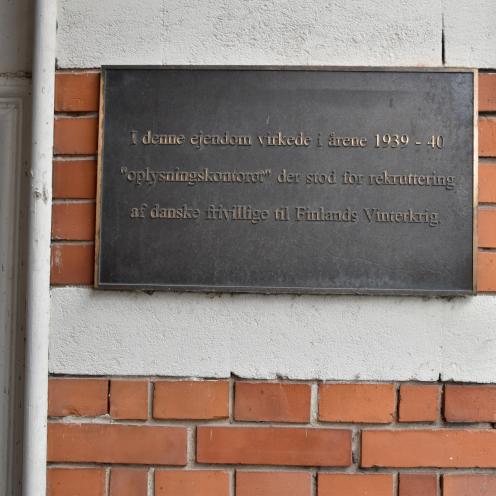 I denne ejendom virkede i årene 1939 - 40
"oplysningskontoret" der stod for rekruttering
af danske frivillige til Finlands Vinterkrig.